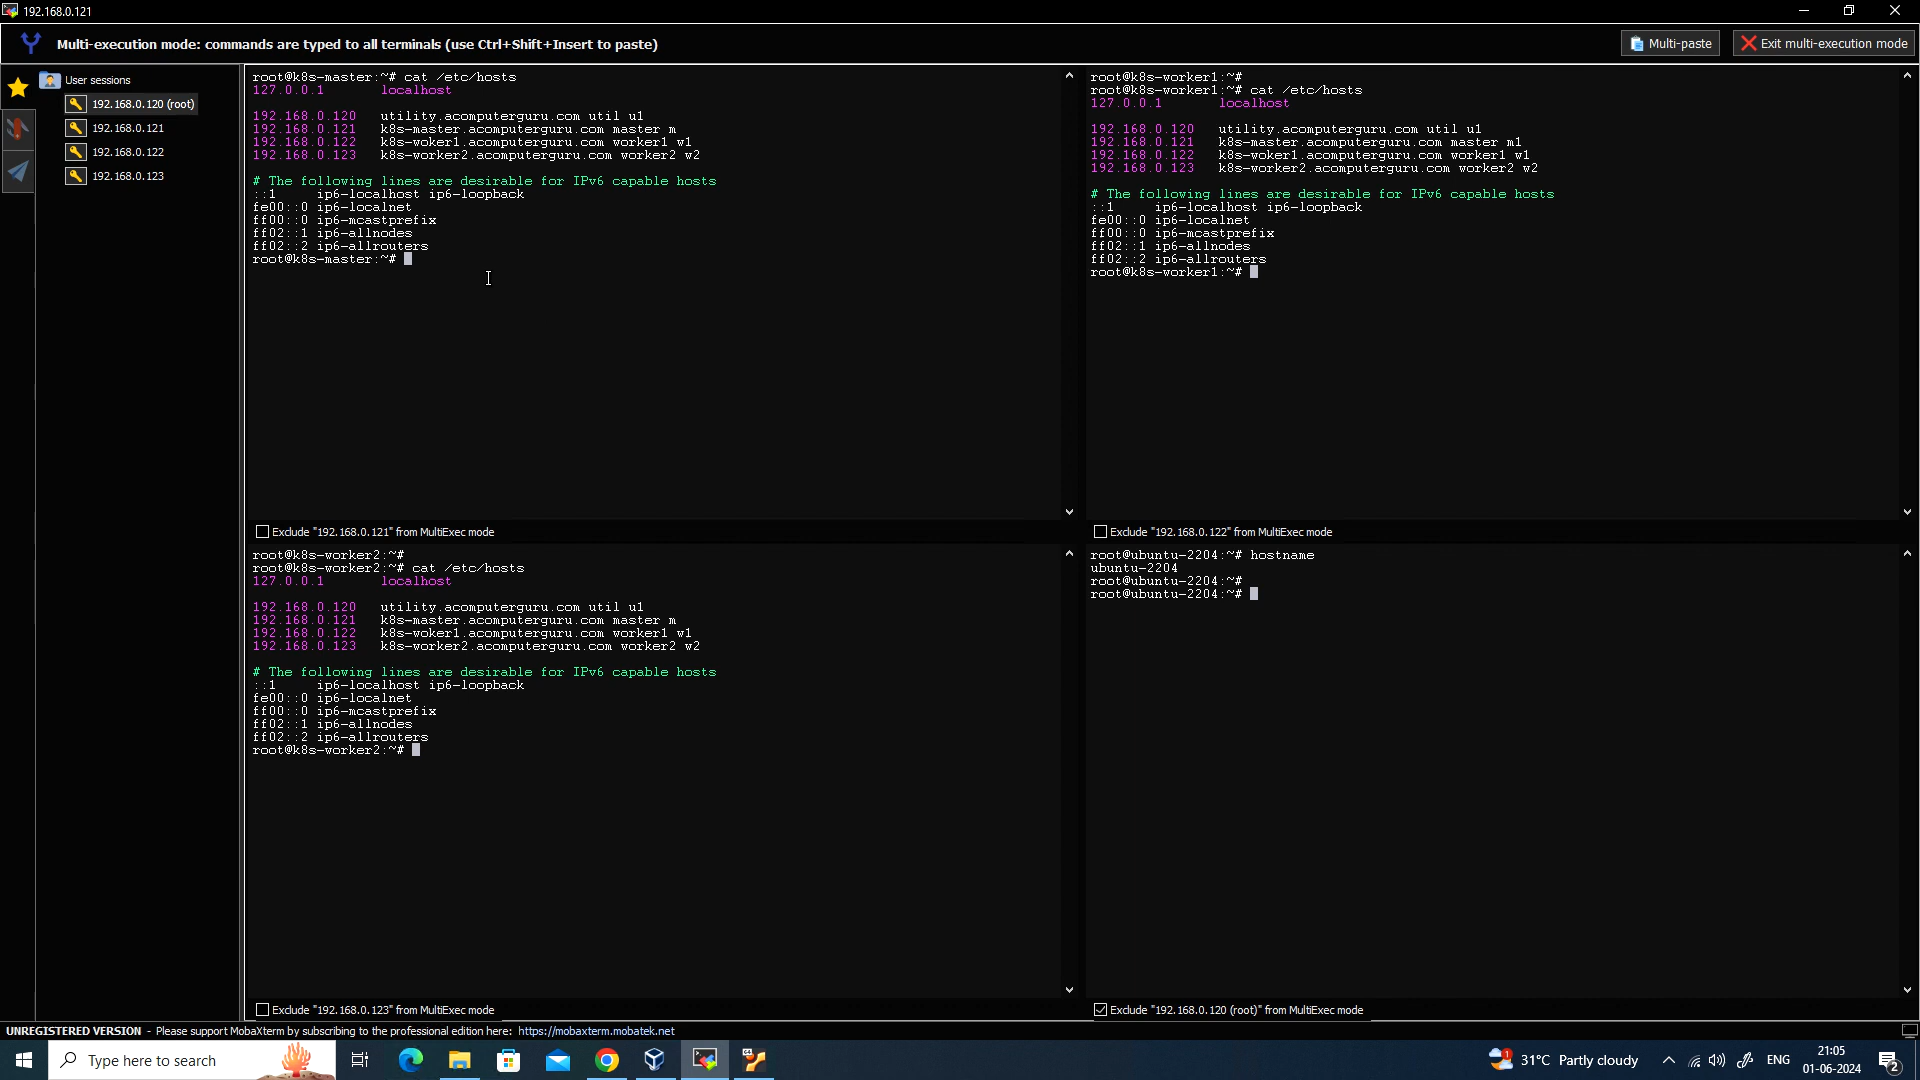 192.168.0.121
Multi-execution mode: commands are typed to all terminals (use Ctrl+Shift+Insert to paste)
Multi-paste
Exit multi-execution mode
User sessions
192.168.0.120 (root)
192.168.0.121
192.168.0.122
192.168.0.123
root@k8s-master:~# cat /etc/hosts
127.0.0.1 localhost
192.168.0.120 utility.acomputerguru.com util u1
192.168.0.121 k8s-master.acomputerguru.com master m
192.168.0.122 k8s-woker1.acomputerguru.com worker1 w1
192.168.0.123 k8s-worker2.acomputerguru.com worker2 w2
# The following lines are desirable for IPv6 capable hosts
::1 ip6-localhost ip6-loopback
fe00::0 ip6-localnet
ff00::0 ip6-mcastprefix
ff02::1 ip6-allnodes
ff02::2 ip6-allrouters
root@k8s-master:~#
Exclude "192.168.0.121" from MultiExec mode
root@k8s-worker1:~#
root@k8s-worker1:~# cat /etc/hosts
127.0.0.1 localhost
192.168.0.120 utility.acomputerguru.com util u1
192.168.0.121 k8s-master.acomputerguru.com master m1
192.168.0.122 k8s-woker1.acomputerguru.com worker1 w1
192.168.0.123 k8s-worker2.acomputerguru.com worker2 w2
# The following lines are desirable for IPv6 capable hosts
::1 ip6-localhost ip6-loopback
fe00::0 ip6-localnet
ff00::0 ip6-mcastprefix
ff02::1 ip6-allnodes
ff02::2 ip6-allrouters
root@k8s-worker1:~#
Exclude "192.168.0.122" from MultiExec mode
root@k8s-worker2:~#
root@k8s-worker2:~# cat /etc/hosts
127.0.0.1 localhost
192.168.0.120 utility.acomputerguru.com util u1
192.168.0.121 k8s-master.acomputerguru.com master m
192.168.0.122 k8s-woker1.acomputerguru.com worker1 w1
192.168.0.123 k8s-worker2.acomputerguru.com worker2 w2
# The following lines are desirable for IPv6 capable hosts
::1 ip6-localhost ip6-loopback
fe00::0 ip6-localnet
ff00::0 ip6-mcastprefix
ff02::1 ip6-allnodes
ff02::2 ip6-allrouters
root@k8s-worker2:~#
Exclude "192.168.0.123" from MultiExec mode
root@ubuntu-2204:~# hostname
ubuntu-2204
root@ubuntu-2204:~#
root@ubuntu-2204:~#
Exclude "192.168.0.120 (root)" from MultiExec mode
UNREGISTERED VERSION - Please support MobaXterm by subscribing to the professional edition here: https://mobaxterm.mobatek.net
Type here to search
1
31°C Partly cloudy
ENG
21:05
01-06-2024
2